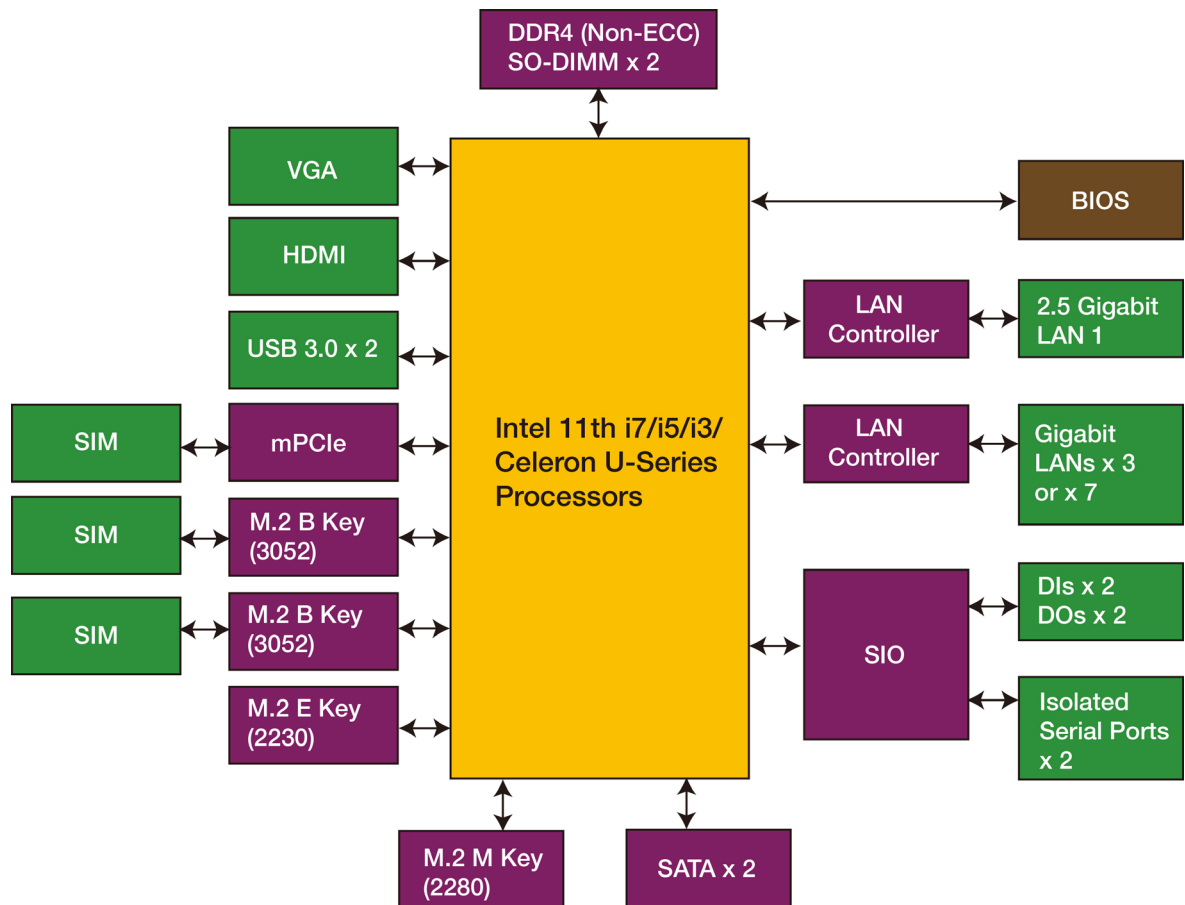 DDR4 (Non-ECC)
SO-DIMM x 2
VGA
HDMI
USB 3.0 x 2
SIM
mPCIe
SIM
M.2 B Key
(3052)
SIM
M.2 B Key
(3052)
M.2 E Key
(2230)
Intel 11th i7/i5/i3/
Celeron U-Series
Processors
BIOS
LAN
Controller
2.5 Gigabit
LAN 1
LAN
Controller
Gigabit
LANs x 3
or x 7
SIO
DIs x 2
DOs x 2
Isolated
Serial Ports
x 2
M.2 M Key
(2280)
SATA x 2